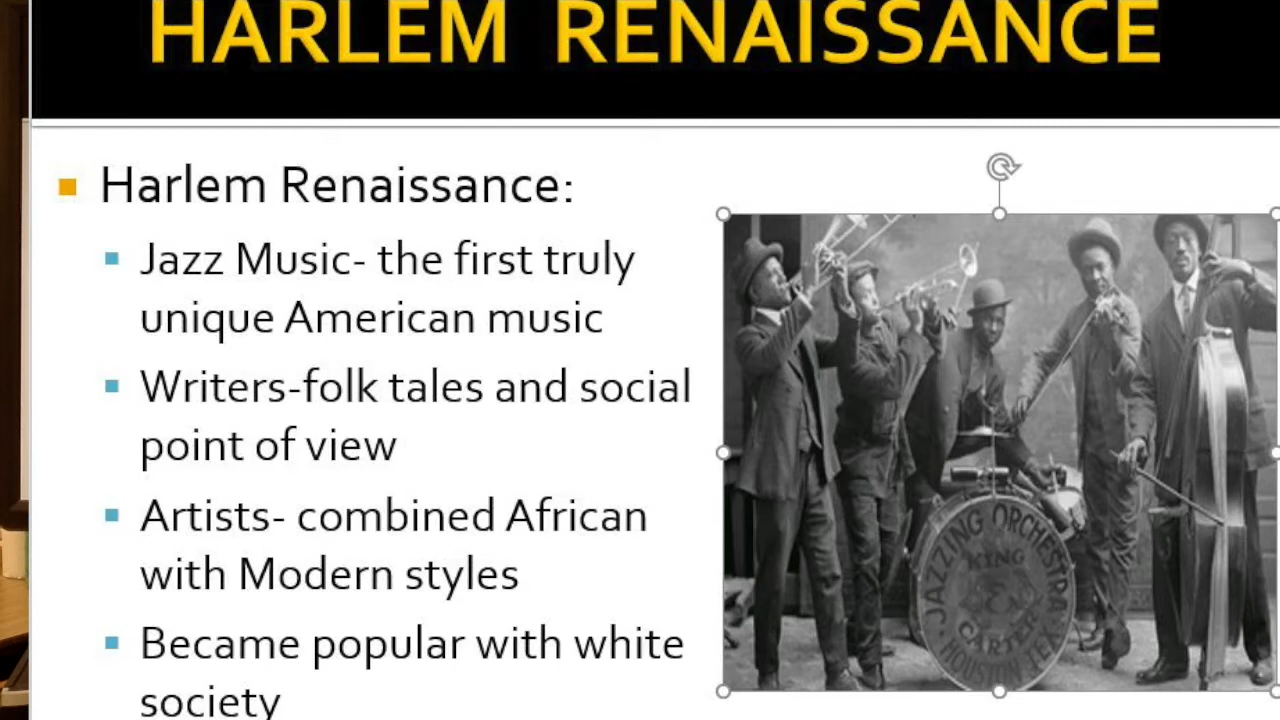 HARLEM RENAISSANCE
Harlem Renaissance:
Jazz Music- the first truly
unique American music
Writers-folk tales and social
point of view
Artists- combined African
with Modern styles
Became popular with white
society
JAZZING ORCHESTRA
KING
&
CARTER
HOUSTON, TEX